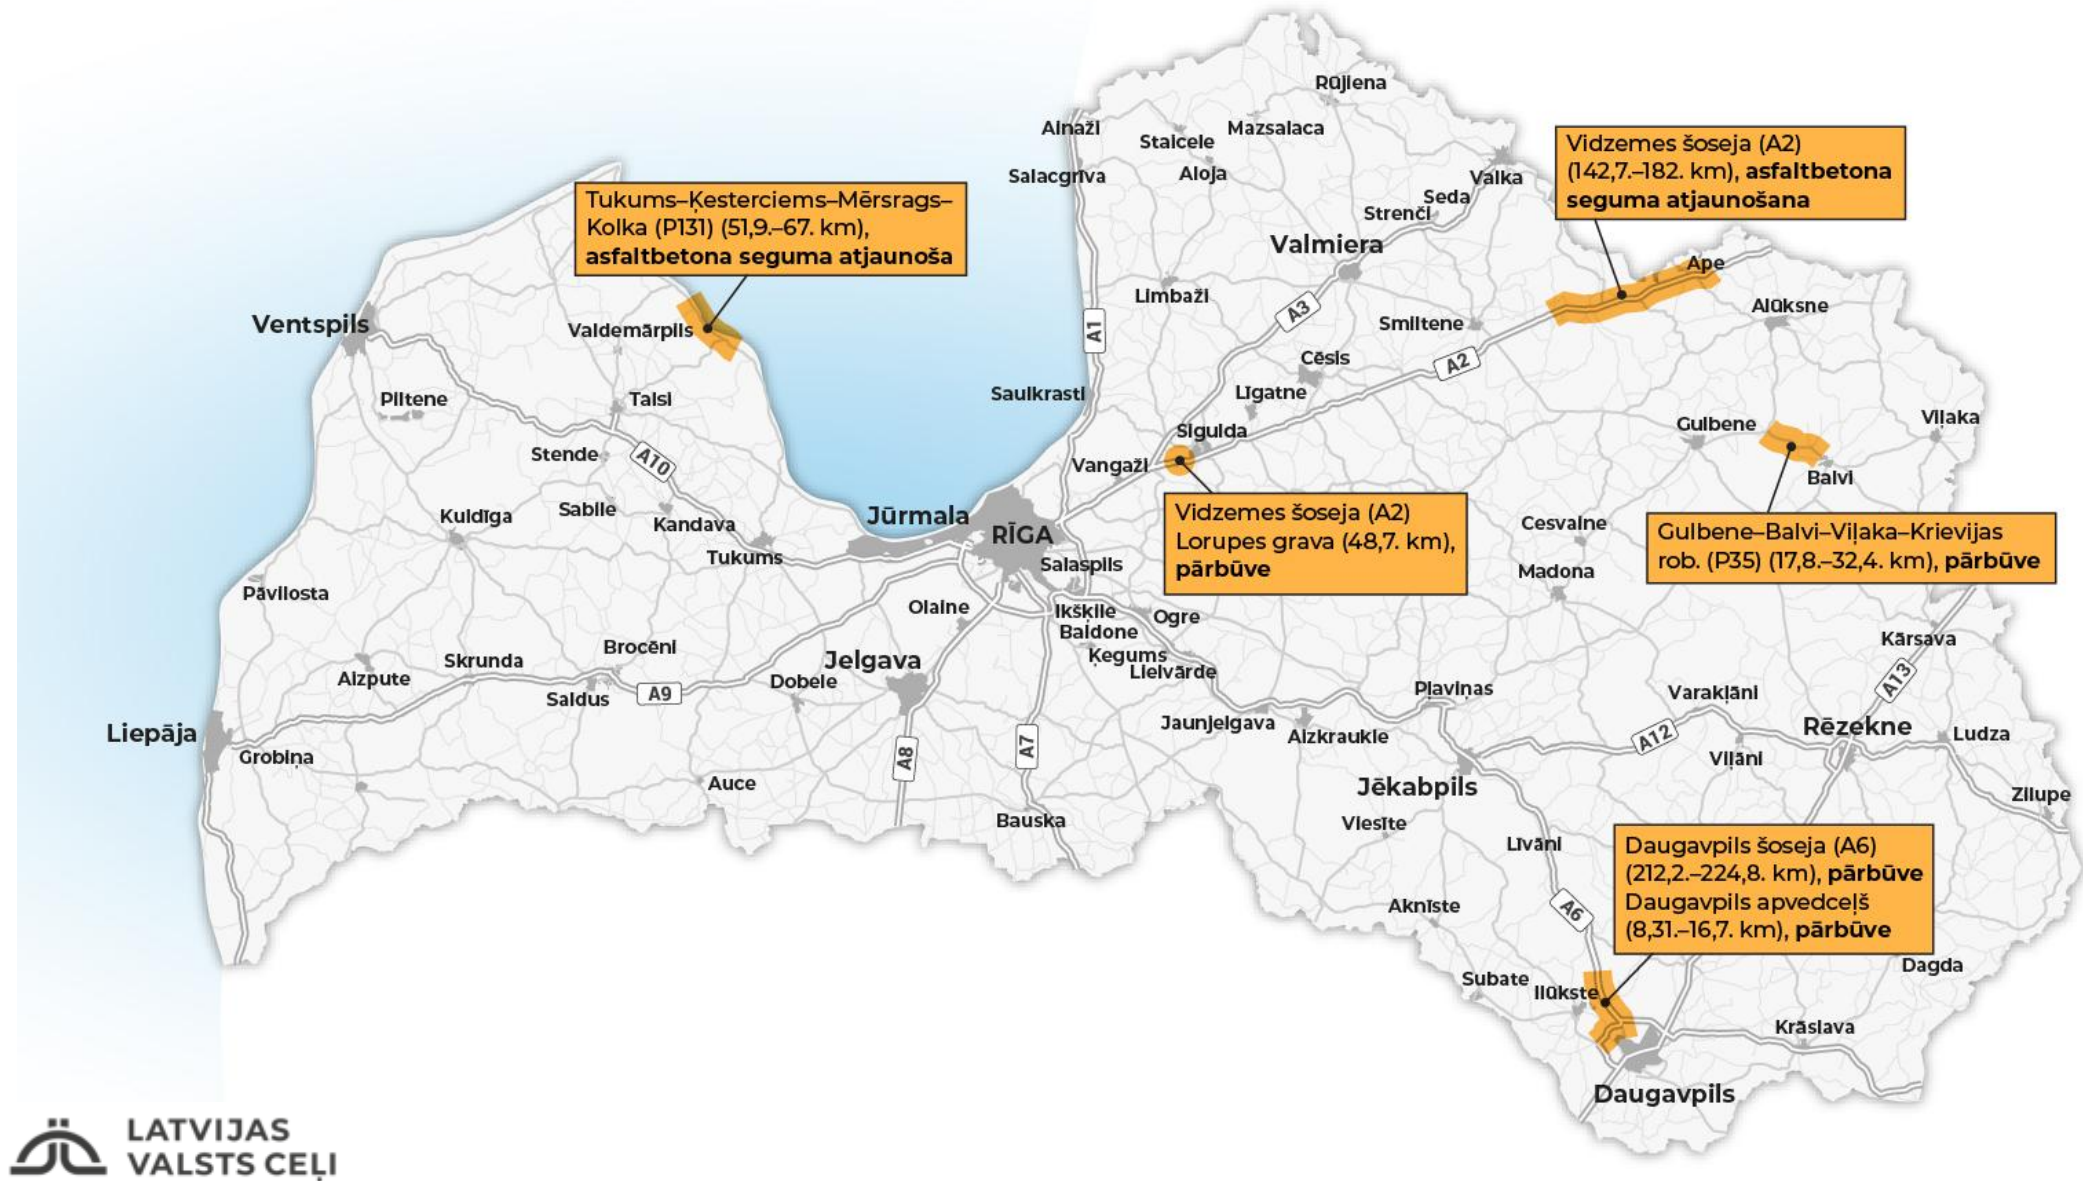 Rūjiena
Ainaži
Staicele
Mazsalaca
Salacgrīva
Aloja
Valka
Seda
Strenči
Valmiera
Vidzemes šoseja (A2)
(142,7.–182. km), asfaltbetona
seguma atjaunošana
Tukums–Ķesterciems–Mērsrags–
Kolka (P131) (51,9.–67. km),
asfaltbetona seguma atjaunoša
Ape
Limbaži
Alūksne
Ventspils
Valdemārpils
A1
A3
Smiltene
Cēsis
A2
Saulkrasti
Līgatne
Piltene
Talsi
Sigulda
Gulbene
Viļaka
Stende
A10
Vangaži
Balvi
Sabile
Kandava
Kuldīga
Jūrmala
RĪGA
Tukums
Salaspils
Vidzemes šoseja (A2)
Lorupes grava (48,7. km),
pārbūve
Cesvaine
Madona
Gulbene–Balvi–Viļaka–Krievijas
rob. (P35) (17,8.–32,4. km), pārbūve
Pāvilosta
Olaine
Ikšķile
Ogre
Baldone
Ķegums
Lielvārde
Kārsava
Brocēni
Skrunda
Aizpute
Saldus
A9
Jelgava
Dobele
A13
Pļaviņas
Varakļāni
Jaunjelgava
Aizkraukle
A12
Rēzekne
Ludza
Viļāni
Liepāja
Grobiņa
A8
A7
Auce
Jēkabpils
Zilupe
Bauska
Viesīte
Līvāni
Daugavpils šoseja (A6)
(212,2.–224,8. km), pārbūve
Daugavpils apvedceļš
(8,31.–16,7. km), pārbūve
Aknīste
A6
Dagda
Subate
Ilūkste
Krāslava
Daugavpils
LATVIJAS
VALSTS CEĻI